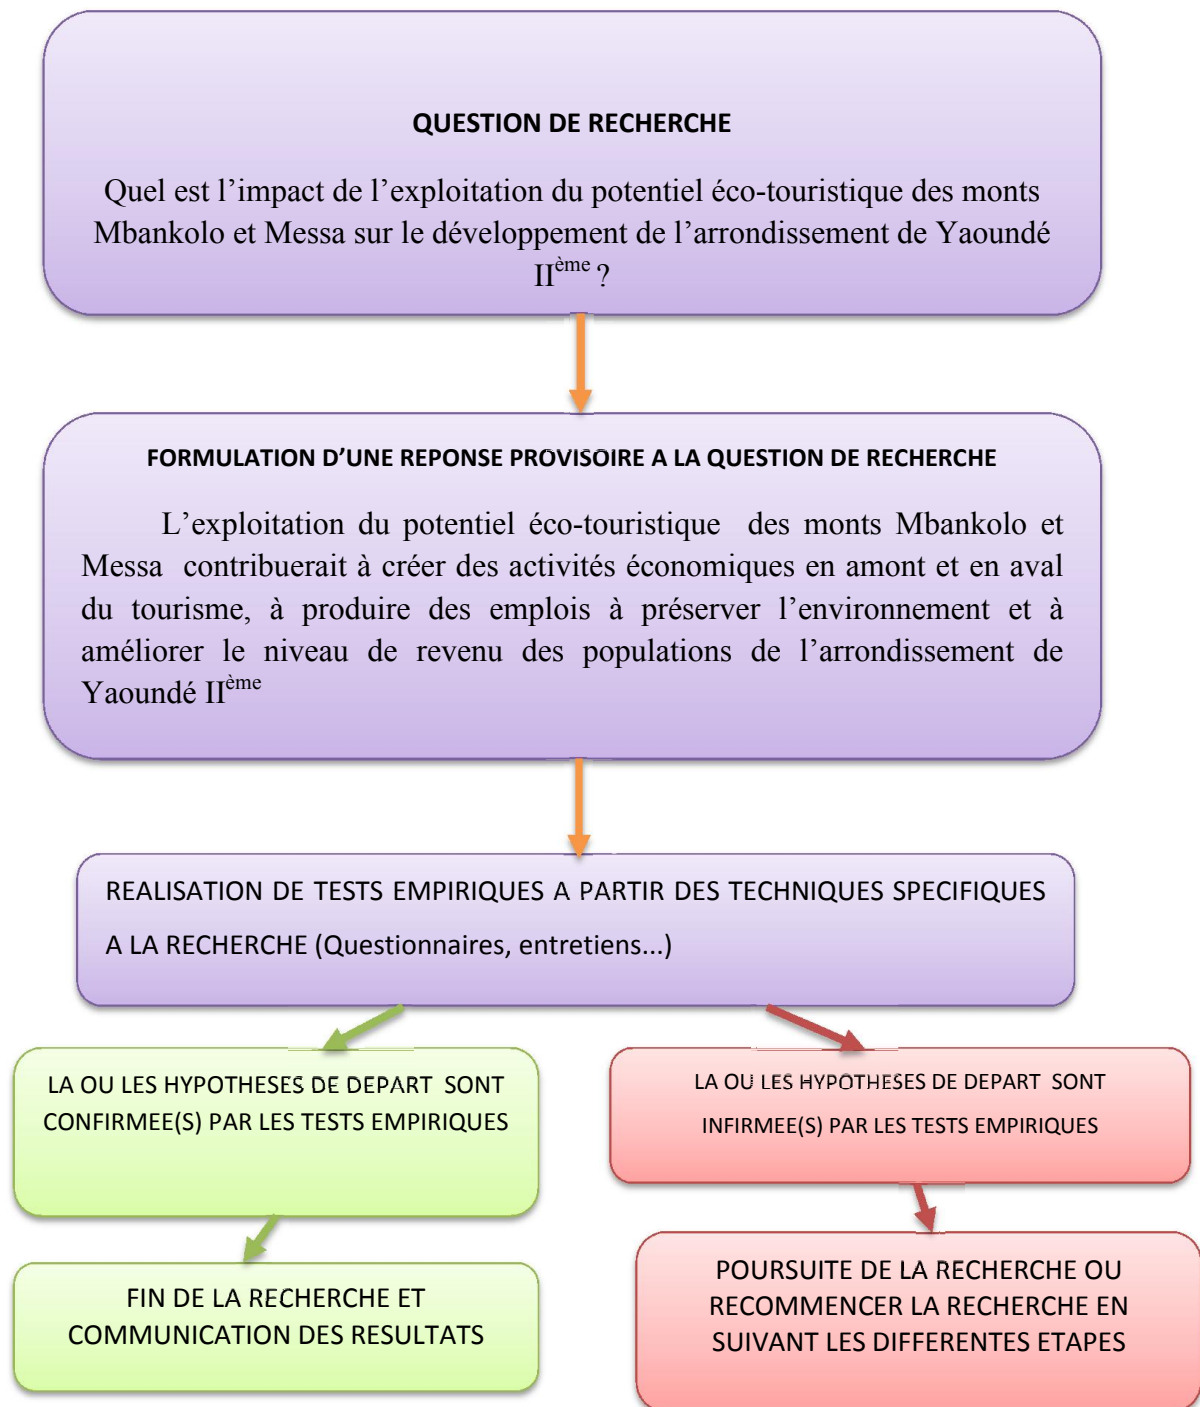 QUESTION DE RECHERCHE
Quel est l’impact de l’exploitation du potentiel éco-touristique des monts
Mbankolo et Messa sur le développement de l’arrondissement de Yaoundé
IIème ?
FORMULATION D’UNE REPONSE PROVISOIRE A LA QUESTION DE RECHERCHE
L’exploitation du potentiel éco-touristique des monts Mbankolo et
Messa contribuerait à créer des activités économiques en amont et en aval
du tourisme, à produire des emplois à préserver l’environnement et à
améliorer le niveau de revenu des populations de l’arrondissement de
Yaoundé IIème
REALISATION DE TESTS EMPIRIQUES A PARTIR DES TECHNIQUES SPECIFIQUES
A LA RECHERCHE (Questionnaires, entretiens...)
LA OU LES HYPOTHESES DE DEPART SONT
CONFIRMEE(S) PAR LES TESTS EMPIRIQUES
LA OU LES HYPOTHESES DE DEPART SONT
INFIRMEE(S) PAR LES TESTS EMPIRIQUES
FIN DE LA RECHERCHE ET
COMMUNICATION DES RESULTATS
POURSUITE DE LA RECHERCHE OU
RECOMMENCER LA RECHERCHE EN
SUIVANT LES DIFFERENTES ETAPES